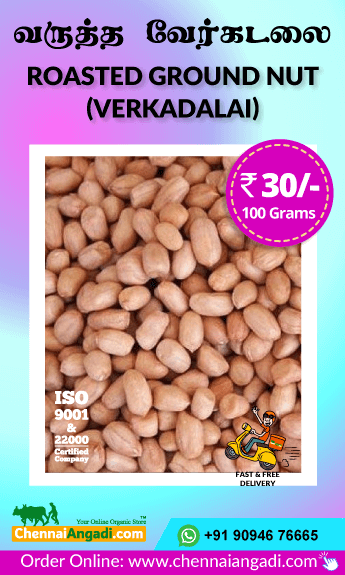 வருத்த வேர்கடலை
ROASTED GROUND NUT
(VERKADALAI)
₹ 30/-
100 Grams
ISO
9001
&
22000
Certified
Company
FAST & FREE
DELIVERY
Your Online Organic Store
TM
ChennaiAngadi.com
+91 90946 76665
Order Online: www.chennaiangadi.com